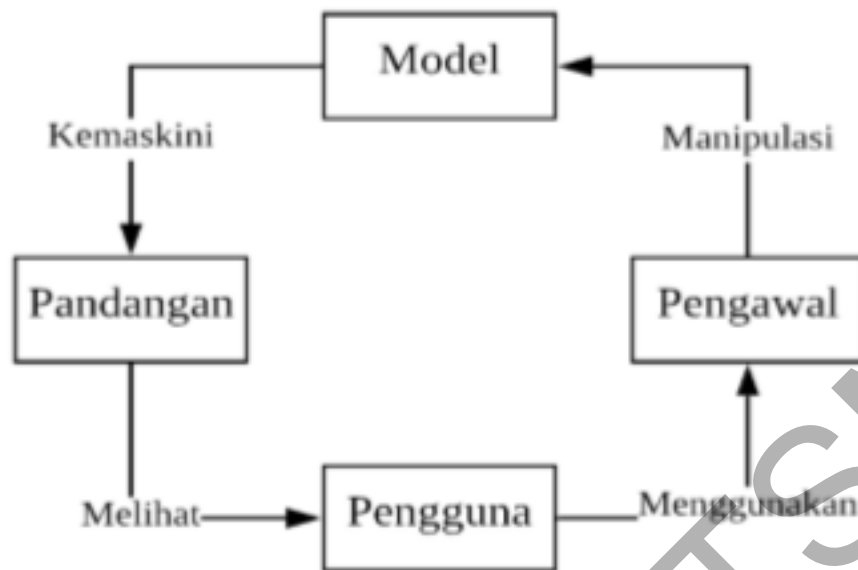 Model
Kemaskini
Manipulasi
Pandangan
Pengawal
Melihat
Pengguna
Menggunakan